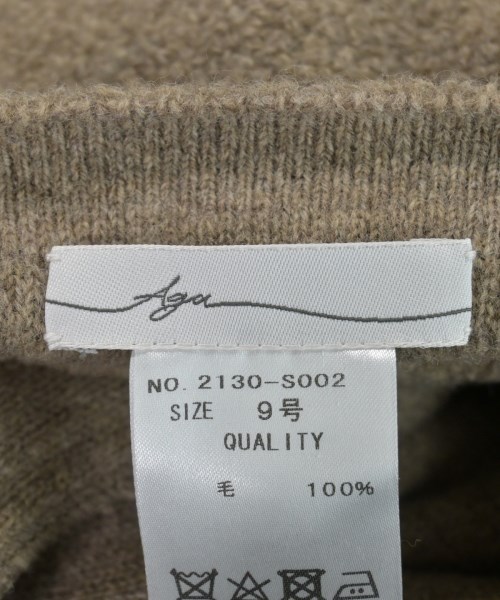 Aga
NO. 2130-S002
SIZE 9号
QUALITY
毛 100%